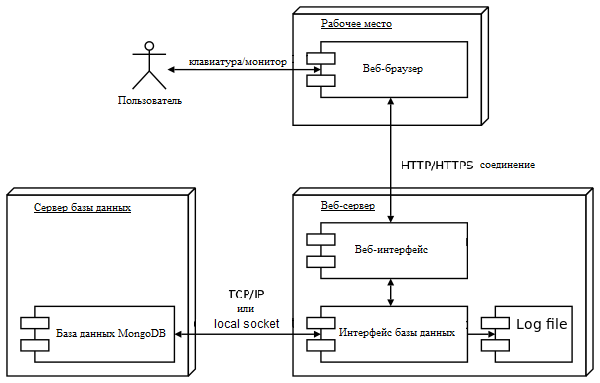 Рабочее место
клавиатура/монитор
Веб-браузер
Пользователь
HTTP/HTTPS соединение
Сервер базы данных
Веб-сервер
Веб-интерфейс
TCP/IP
или
local socket
База данных MongoDB
Интерфейс базы данных
Log file